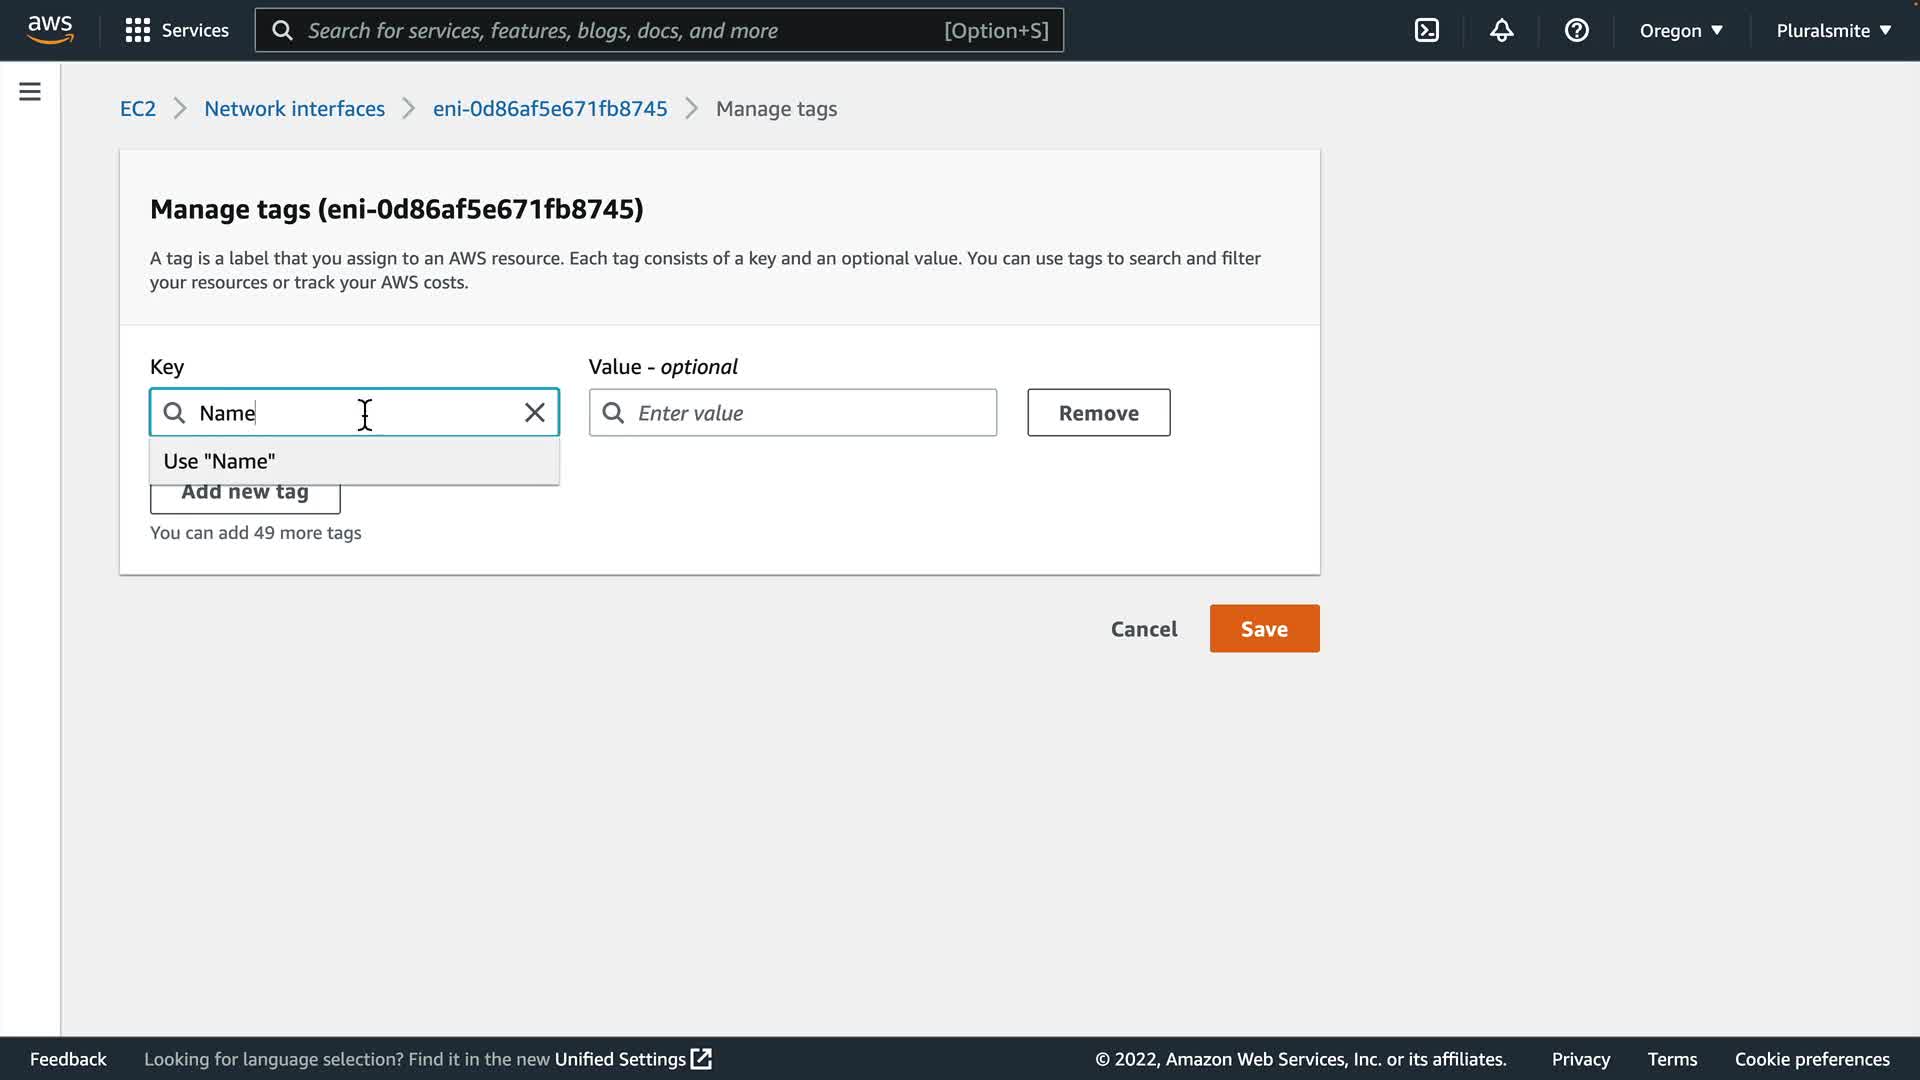 aws Services Search for services, features, blogs, docs, and more [Option+S] Oregon Pluralsmite
EC2 Network interfaces eni-0d86af5e671fb8745 Manage tags
Manage tags (eni-0d86af5e671fb8745)
A tag is a label that you assign to an AWS resource. Each tag consists of a key and an optional value. You can use tags to search and filter
your resources or track your AWS costs.
Key Value - optional
Name Enter value Remove
Use "Name"
Add new tag
You can add 49 more tags
Cancel Save
Feedback Looking for language selection? Find it in the new Unified Settings © 2022, Amazon Web Services, Inc. or its affiliates. Privacy Terms Cookie preferences